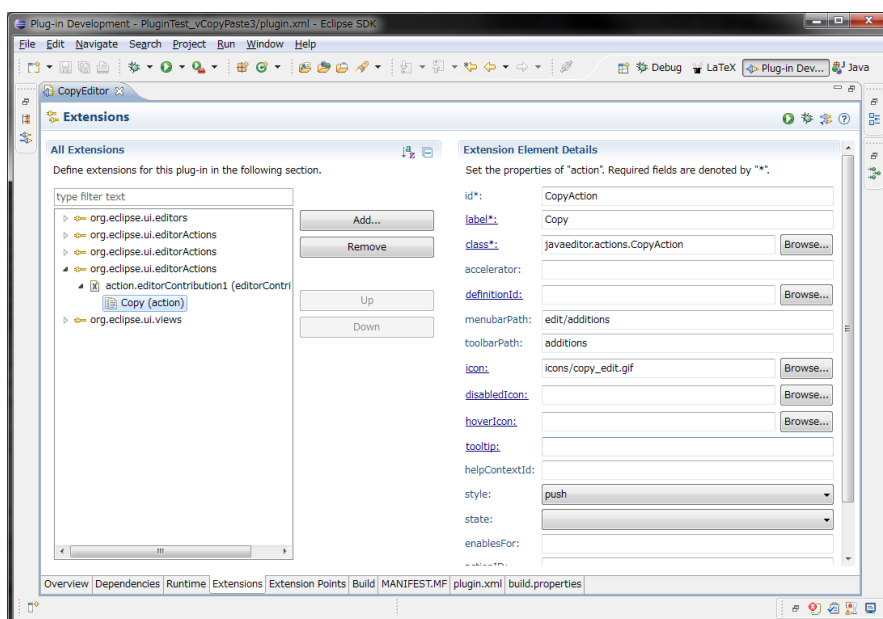 Plug-in Development - PluginTest_vCopyPaste3/plugin.xml - Eclipse SDK
File Edit Navigate Search Project Run Window Help
Debug LaTeX Plug-in Dev... Java
CopyEditor
Extensions
All Extensions
Define extensions for this plug-in in the following section.
type filter text
org.eclipse.ui.editors
org.eclipse.ui.editorActions
org.eclipse.ui.editorActions
org.eclipse.ui.editorActions
action.editorContribution1 (editorContri
Copy (action)
org.eclipse.ui.views
Add...
Remove
Up
Down
Extension Element Details
Set the properties of "action". Required fields are denoted by "*".
id*: CopyAction
label*: Copy
class*: javaeditor.actions.CopyAction Browse...
accelerator:
definitionId: Browse...
menubarPath: edit/additions
toolbarPath: additions
icon: icons/copy_edit.gif Browse...
disabledIcon: Browse...
hoverIcon: Browse...
tooltip:
helpContextId:
style: push
state:
enablesFor:
Overview Dependencies Runtime Extensions Extension Points Build MANIFEST.MF plugin.xml build.properties